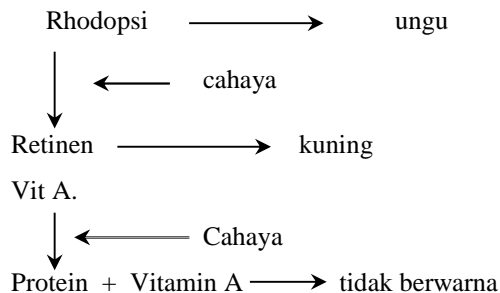 Rhodopsi ungu
cahaya
Retinen kuning
Vit A.
Cahaya
Protein + Vitamin A tidak berwarna